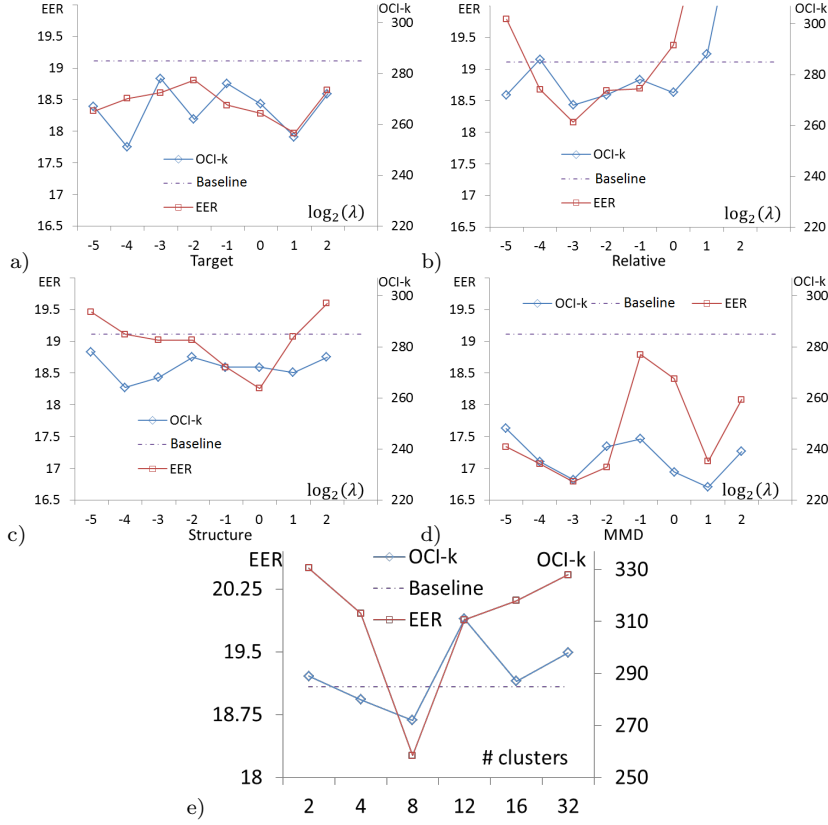 EER
OCI-k
19.5
19
18.5
18
17.5
17
16.5
300
280
260
240
220
OCI-k
Baseline
EER
log₂(λ)
-5 -4 -3 -2 -1 0 1 2
a)
Target
EER
OCI-k
19.5
19
18.5
18
17.5
17
16.5
300
280
260
240
220
OCI-k
Baseline
EER
log₂(λ)
-5 -4 -3 -2 -1 0 1 2
b)
Relative
EER
OCI-k
19.5
19
18.5
18
17.5
17
16.5
300
280
260
240
220
OCI-k
Baseline
EER
log₂(λ)
-5 -4 -3 -2 -1 0 1 2
c)
Structure
EER
OCI-k
OCI-k Baseline EER
19.5
19
18.5
18
17.5
17
16.5
300
280
260
240
220
log₂(λ)
-5 -4 -3 -2 -1 0 1 2
d)
MMD
EER
OCI-k
OCI-k
Baseline
EER
20.25
19.5
18.75
18
330
310
290
270
250
# clusters
e)
2 4 8 12 16 32